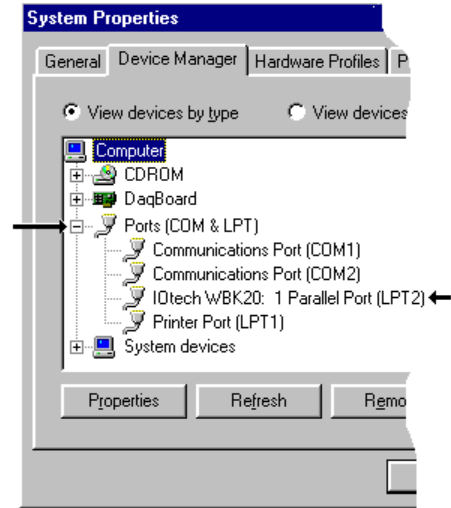 System Properties
General Device Manager Hardware Profiles P
View devices by type View devices
Computer
CDROM
DaqBoard
Ports (COM & LPT)
Communications Port (COM1)
Communications Port (COM2)
IOtech WBK20: 1 Parallel Port (LPT2)
Printer Port (LPT1)
System devices
Properties Refresh Remo